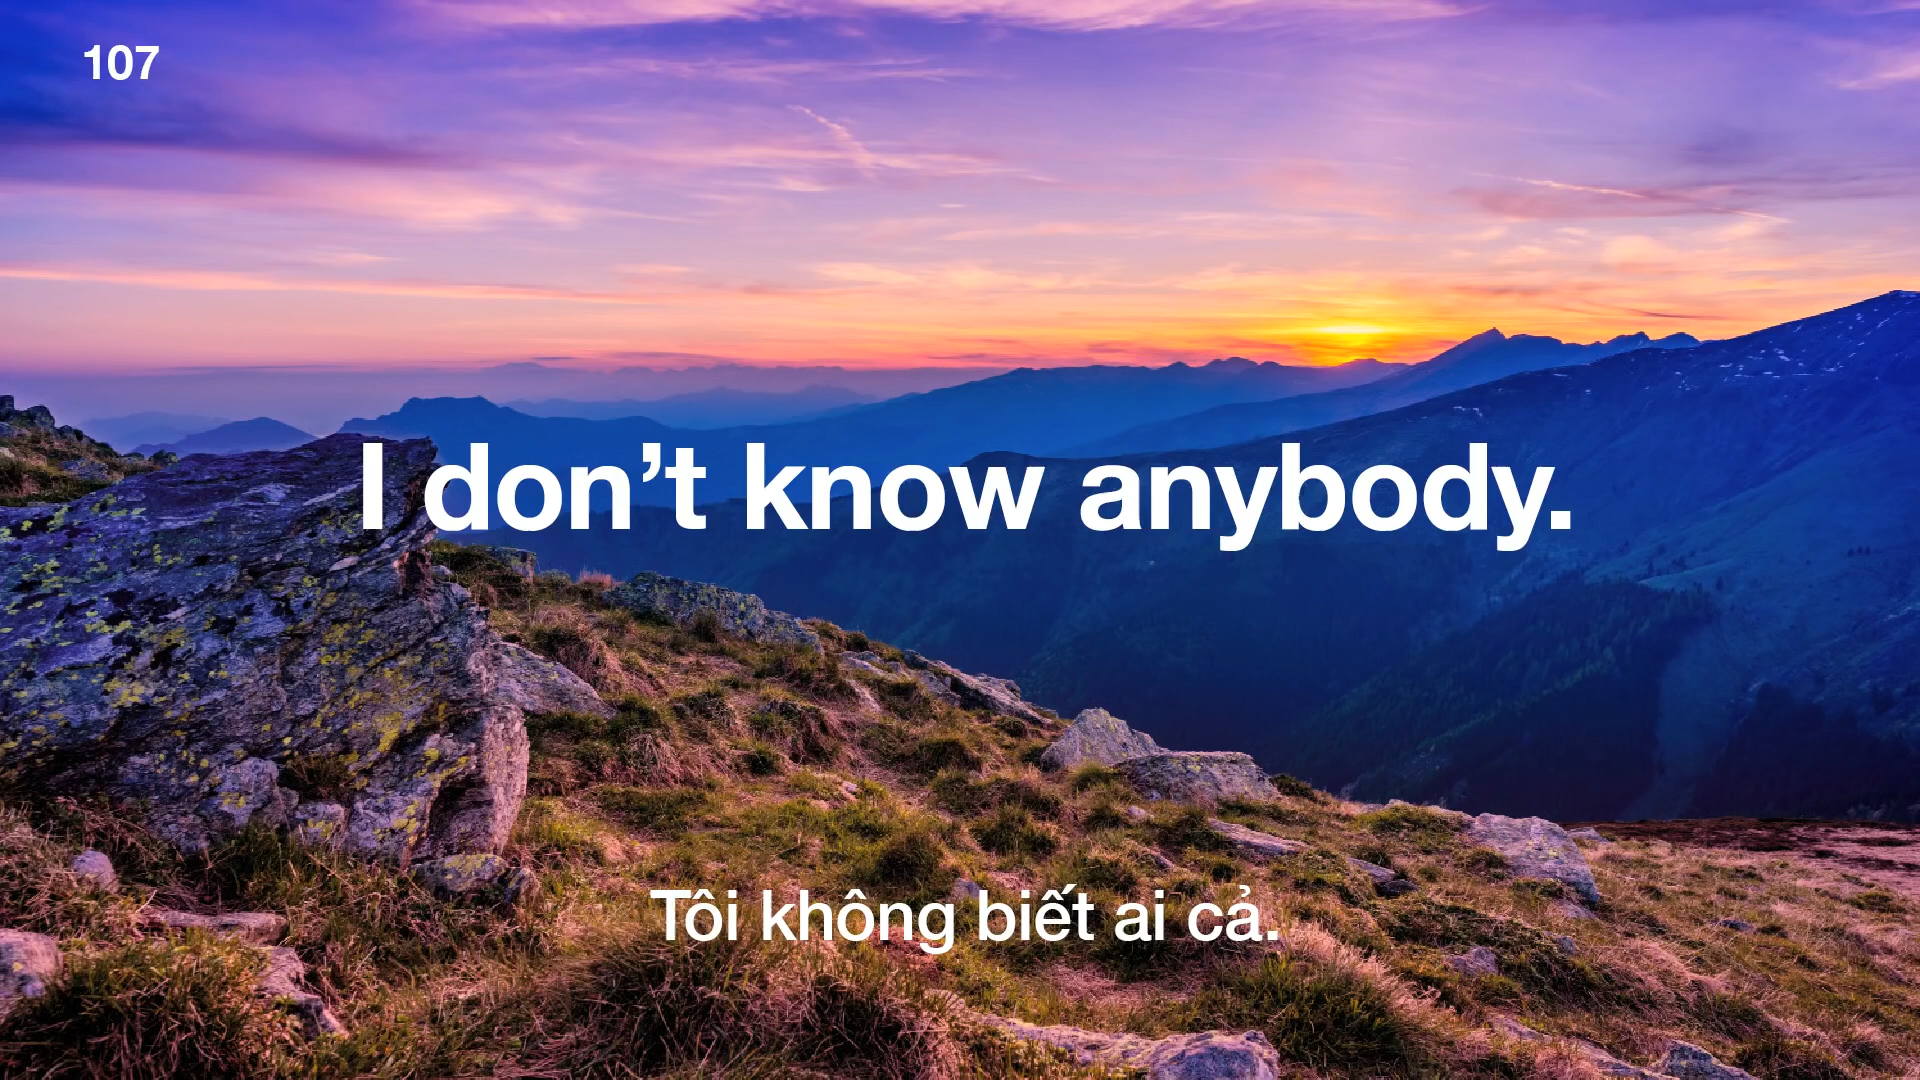 107
I don’t know anybody.
Tôi không biết ai cả.